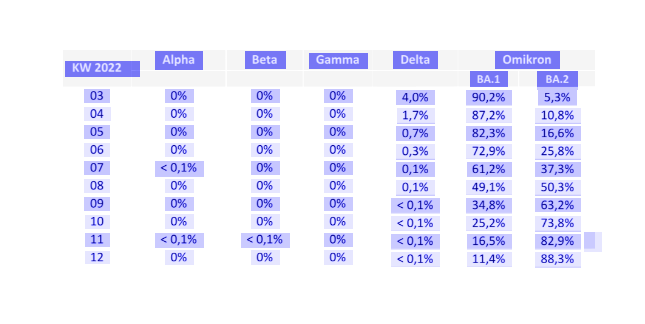 KW 2022 Alpha Beta Gamma Delta Omikron
BA.1 BA.2
03 0% 0% 0% 4,0% 90,2% 5,3%
04 0% 0% 0% 1,7% 87,2% 10,8%
05 0% 0% 0% 0,7% 82,3% 16,6%
06 0% 0% 0% 0,3% 72,9% 25,8%
07 < 0,1% 0% 0% 0,1% 61,2% 37,3%
08 0% 0% 0% 0,1% 49,1% 50,3%
09 0% 0% 0% < 0,1% 34,8% 63,2%
10 0% 0% 0% < 0,1% 25,2% 73,8%
11 < 0,1% < 0,1% 0% < 0,1% 16,5% 82,9%
12 0% 0% 0% < 0,1% 11,4% 88,3%